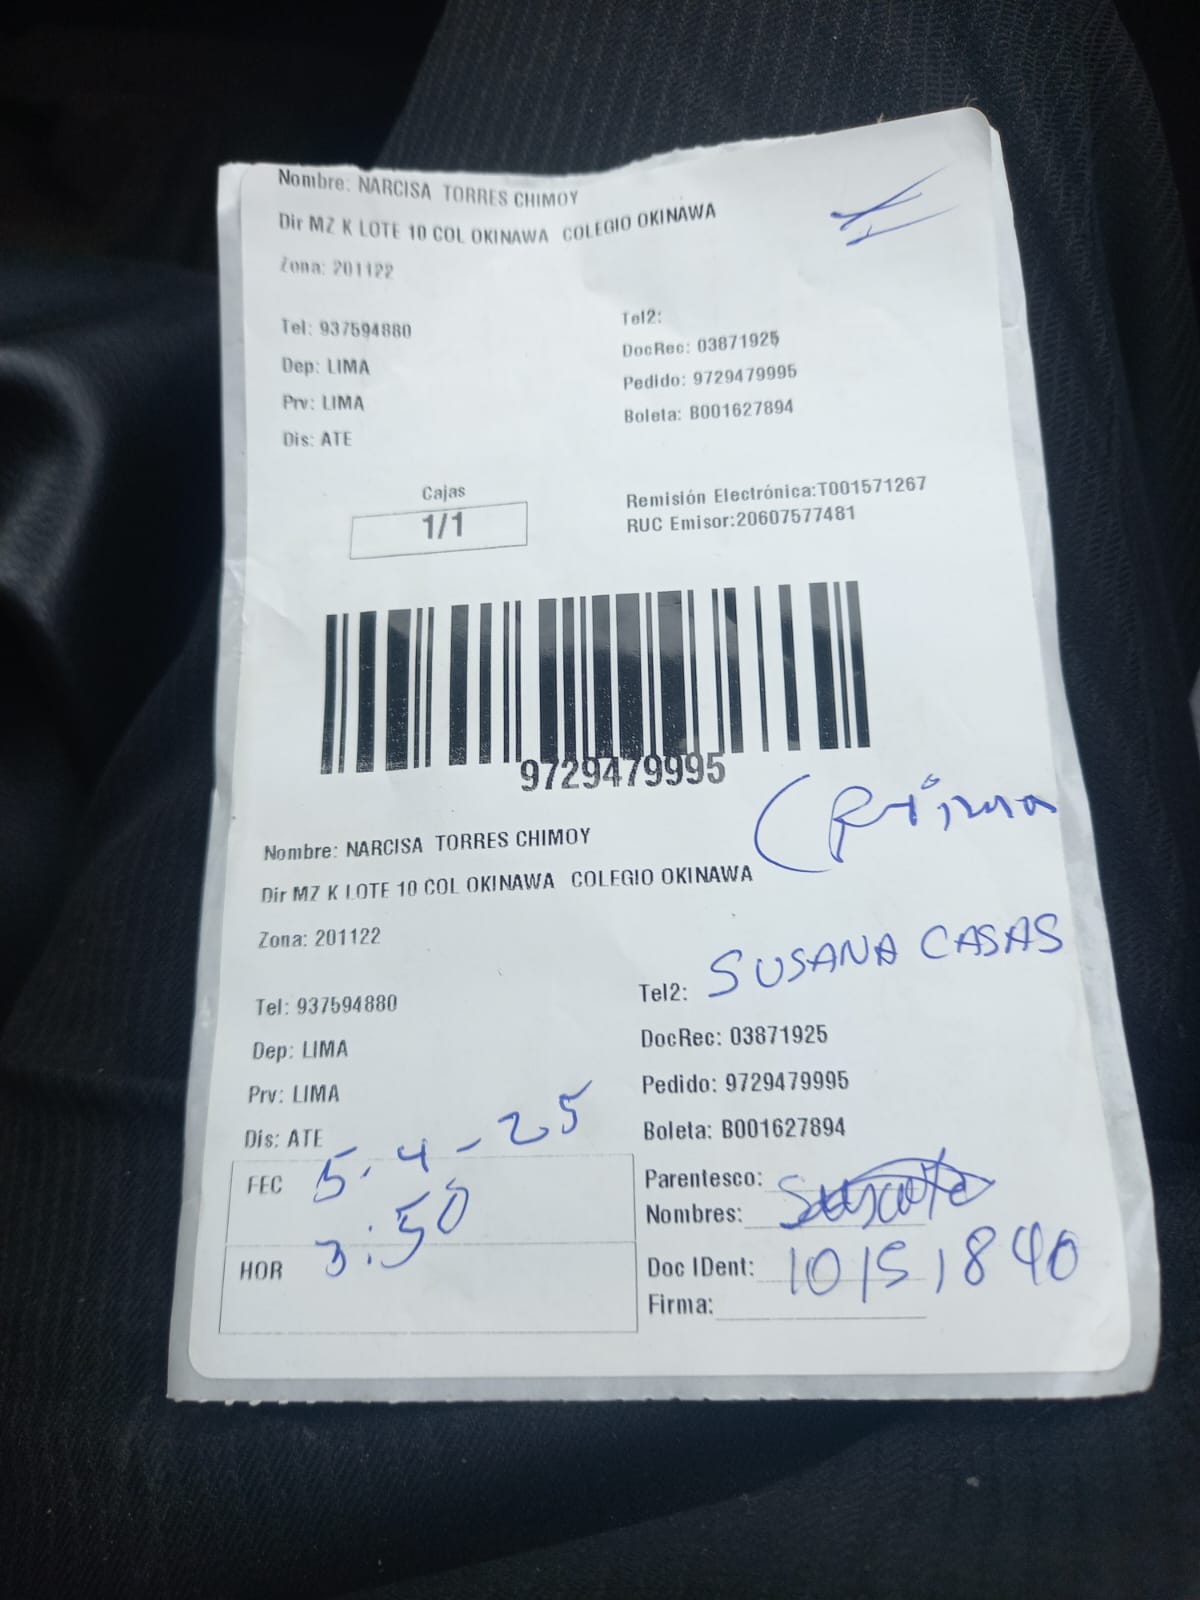 Nombre: NARCISA TORRES CHIMOY
Dir MZ K LOTE 10 COL OKINAWA COLEGIO OKINAWA
Zona: 201122
Tel: 937594880
Tel2:
Dep: LIMA
DocRec: 03871925
Prv: LIMA
Pedido: 9729479995
Dis: ATE
Boleta: B001627894
Cajas
1/1
Remisión Electrónica:T001571267
RUC Emisor:20607577481
9729479995
Nombre: NARCISA TORRES CHIMOY
Dir MZ K LOTE 10 COL OKINAWA COLEGIO OKINAWA
Zona: 201122
SUSANA CASAS
Tel: 937594880
Tel2:
Dep: LIMA
DocRec: 03871925
Prv: LIMA
Pedido: 9729479995
Dis: ATE
Boleta: B001627894
FEC 5-4-25
Parentesco:
Nombres:
HOR 3:50
Doc IDent: 10151840
Firma: